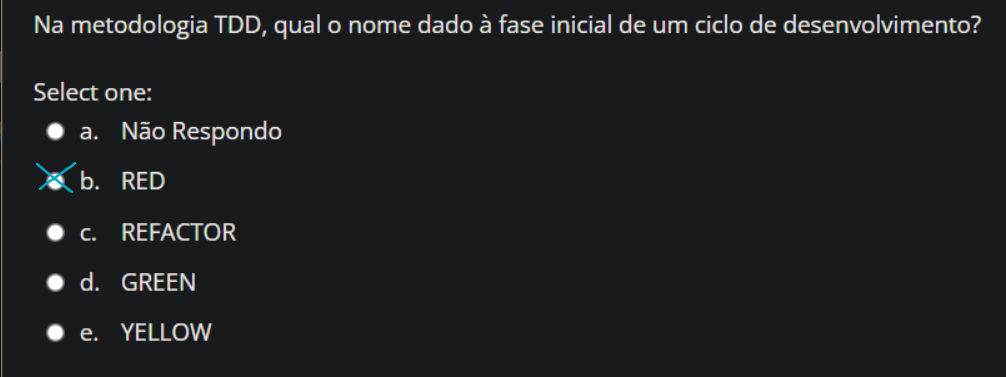 Na metodologia TDD, qual o nome dado à fase inicial de um ciclo de desenvolvimento?
Select one:
a. Não Respondo
b. RED
c. REFACTOR
d. GREEN
e. YELLOW